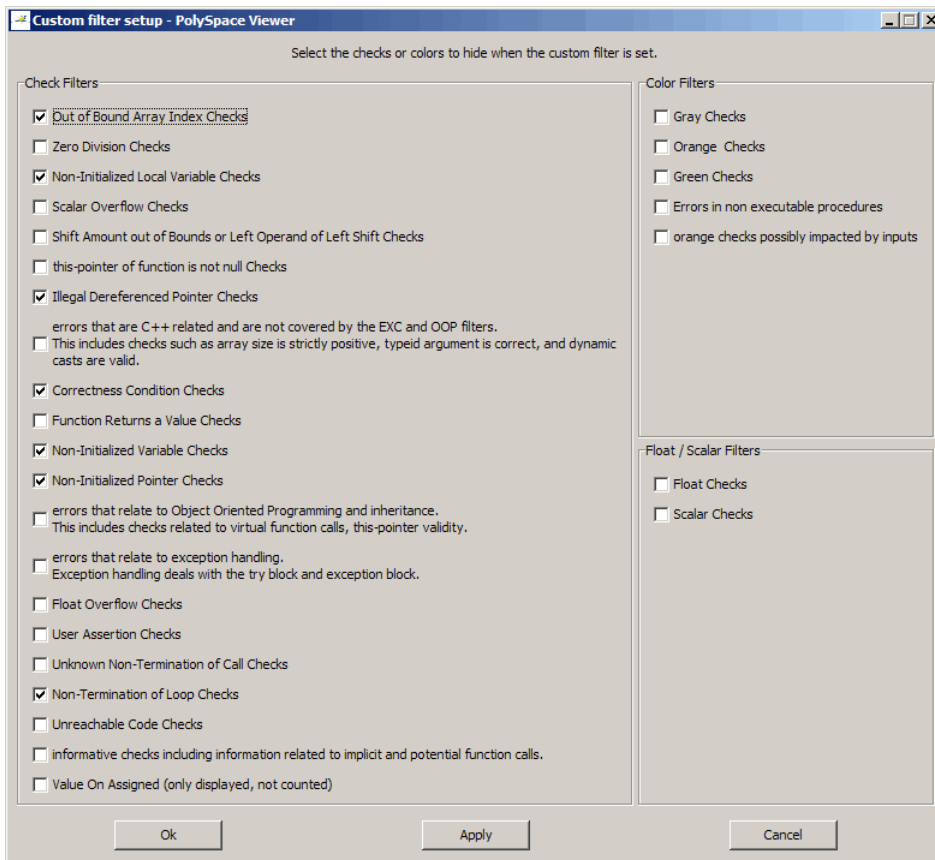 Custom filter setup - PolySpace Viewer
Select the checks or colors to hide when the custom filter is set.
Check Filters
Out of Bound Array Index Checks
Zero Division Checks
Non-Initialized Local Variable Checks
Scalar Overflow Checks
Shift Amount out of Bounds or Left Operand of Left Shift Checks
this-pointer of function is not null Checks
Illegal Dereferenced Pointer Checks
errors that are C++ related and are not covered by the EXC and OOP filters.
This includes checks such as array size is strictly positive, typeid argument is correct, and dynamic
casts are valid.
Correctness Condition Checks
Function Returns a Value Checks
Non-Initialized Variable Checks
Non-Initialized Pointer Checks
errors that relate to Object Oriented Programming and inheritance.
This includes checks related to virtual function calls, this-pointer validity.
errors that relate to exception handling.
Exception handling deals with the try block and exception block.
Float Overflow Checks
User Assertion Checks
Unknown Non-Termination of Call Checks
Non-Termination of Loop Checks
Unreachable Code Checks
informative checks including information related to implicit and potential function calls.
Value On Assigned (only displayed, not counted)
Color Filters
Gray Checks
Orange Checks
Green Checks
Errors in non executable procedures
orange checks possibly impacted by inputs
Float / Scalar Filters
Float Checks
Scalar Checks
Ok
Apply
Cancel